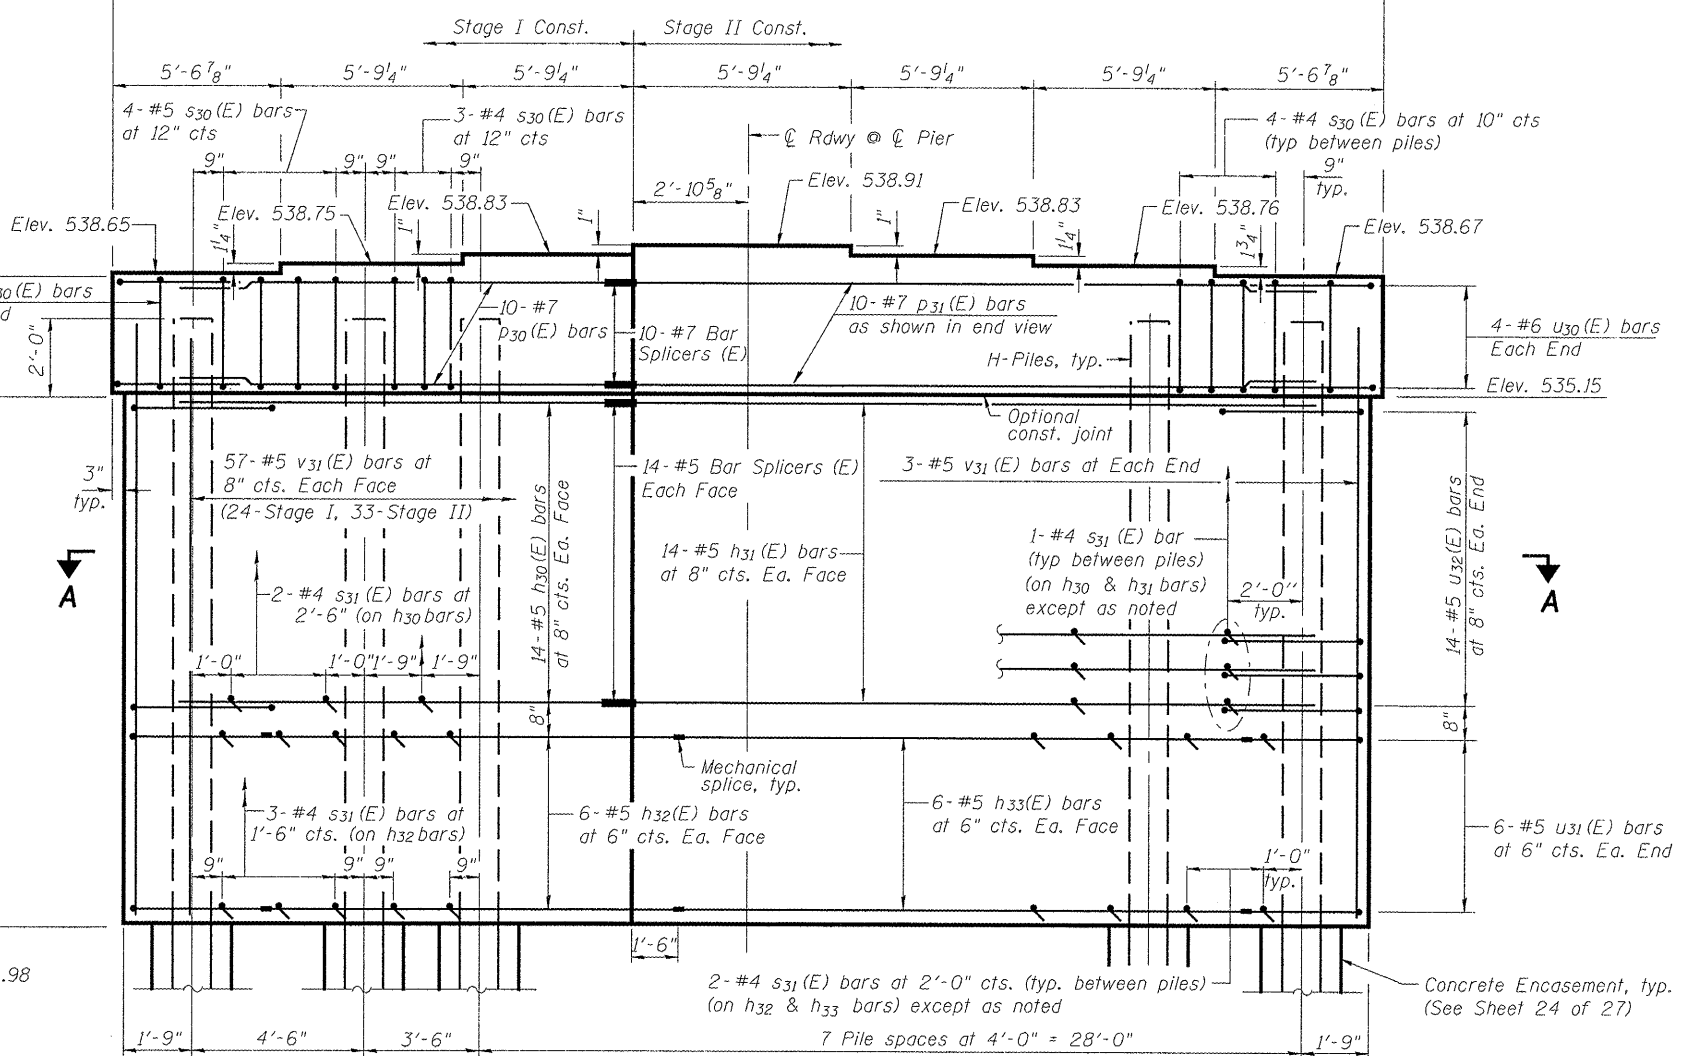 Stage I Const.
Stage II Const.
5'-6 7/8"
5'-9 1/4"
5'-9 1/4"
5'-9 1/4"
5'-9 1/4"
5'-9 1/4"
5'-6 7/8"
4-#5 s30(E) bars
at 12" cts
3-#4 s30(E) bars
at 12" cts
℄ Rdwy @ ℄ Pier
4-#4 s30(E) bars at 10" cts
(typ between piles)
9"
9"
9"
9"
9"
typ.
2'-10 5/8"
Elev. 538.91
Elev. 538.65
Elev. 538.75
Elev. 538.83
Elev. 538.83
Elev. 538.76
Elev. 538.67
1 1/4"
1"
1"
1"
1 1/4"
1 3/4"
30(E) bars
d
2'-0"
10-#7
p30(E) bars
10-#7 Bar
Splicers (E)
10-#7 p31(E) bars
as shown in end view
H-Piles, typ.
4-#6 u30(E) bars
Each End
Elev. 535.15
Optional
const. joint
3"
typ.
57-#5 v31(E) bars at
8" cts. Each Face
(24-Stage I, 33-Stage II)
14-#5 Bar Splicers (E)
Each Face
3-#5 v31(E) bars at Each End
14-#5 h30(E) bars
at 8" cts. Ea. Face
14-#5 h31(E) bars
at 8" cts. Ea. Face
1-#4 s31(E) bar
(typ between piles)
(on h30 & h31 bars)
except as noted
14-#5 u32(E) bars
at 8" cts. Ea. End
A
A
2-#4 s31(E) bars at
2'-6" (on h30 bars)
2'-0"
typ.
1'-0"
1'-0"
1'-9"
1'-9"
8"
8"
Mechanical
splice, typ.
3-#4 s31(E) bars at
1'-6" cts. (on h32 bars)
6-#5 h32(E) bars
at 6" cts. Ea. Face
6-#5 h33(E) bars
at 6" cts. Ea. Face
6-#5 u31(E) bars
at 6" cts. Ea. End
9"
9"
9"
9"
1'-0"
typ.
1'-6"
.98
2-#4 s31(E) bars at 2'-0" cts. (typ. between piles)
(on h32 & h33 bars) except as noted
Concrete Encasement, typ.
(See Sheet 24 of 27)
1'-9"
4'-6"
3'-6"
7 Pile spaces at 4'-0" = 28'-0"
1'-9"